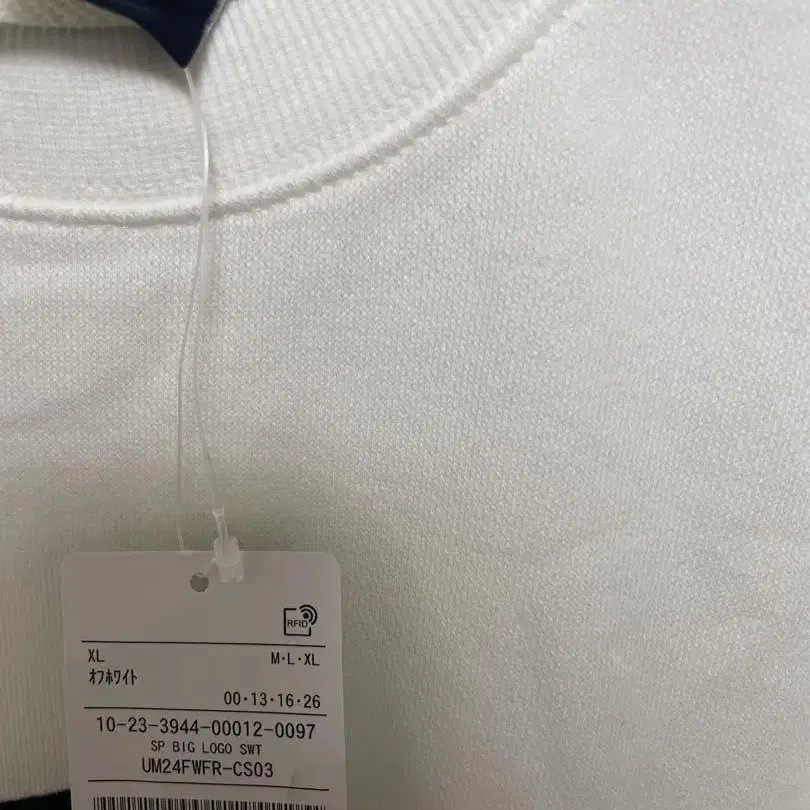 RFID
XL M・L・XL
ｵﾌﾎﾜｲﾄ
00・13・16・26
10-23-3944-00012-0097
SP BIG LOGO SWT
UM24FWFR-CS03